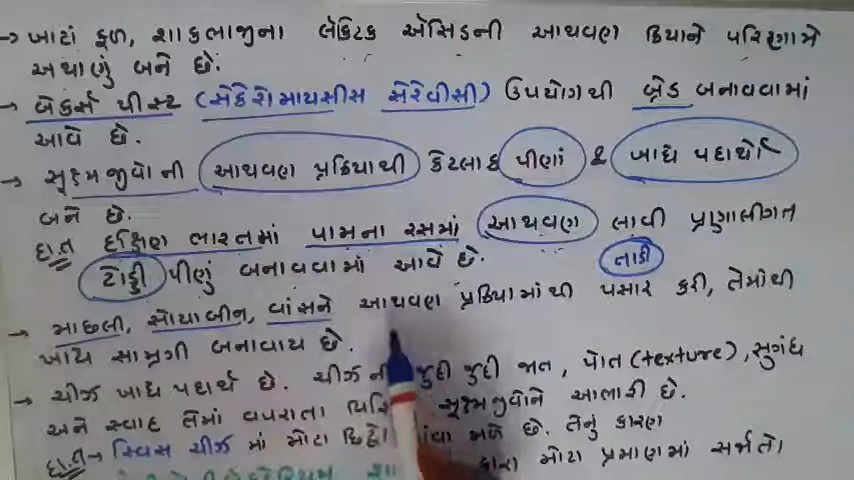 → ખાટાં ફળ, શાકભાજીના લેક્ટિક એસિડની આથવણ ક્રિયાને પરિણામે
અથાણું બને છે.
→ બેકર્સ યીસ્ટ (સેકેરોમાયસીસ સેરેવીસી) ઉપયોગથી બ્રેડ બનાવવામાં
આવે છે.
→ સૂક્ષ્મજીવોની આથવણ પ્રક્રિયાથી કેટલાક પીણાં & ખાદ્ય પદાર્થો
બને છે.
દા.ત દક્ષિણ ભારતમાં પામના રસમાં આથવણ લાવી પ્રણાલીગત
ટોડ્ડી પીણું બનાવવામાં આવે છે. તાડી
→ માછલી, સોયાબીન, વાંસને આથવણ પ્રક્રિયામાંથી પસાર કરી, તેમાંથી
ખાદ્ય સામગ્રી બનાવાય છે.
→ ચીઝ ખાદ્ય પદાર્થ છે. ચીઝની જુદી જુદી જાત, પોત (texture), સુગંધ
અને સ્વાદ તેમાં વપરાતા સૂક્ષ્મજીવોને આભારી છે.
દા.ત → સ્વિસ ચીઝ માં મોટા મળે છે. તેનું કારણ
દ્વારા મોટા પ્રમાણમાં સર્જાતો